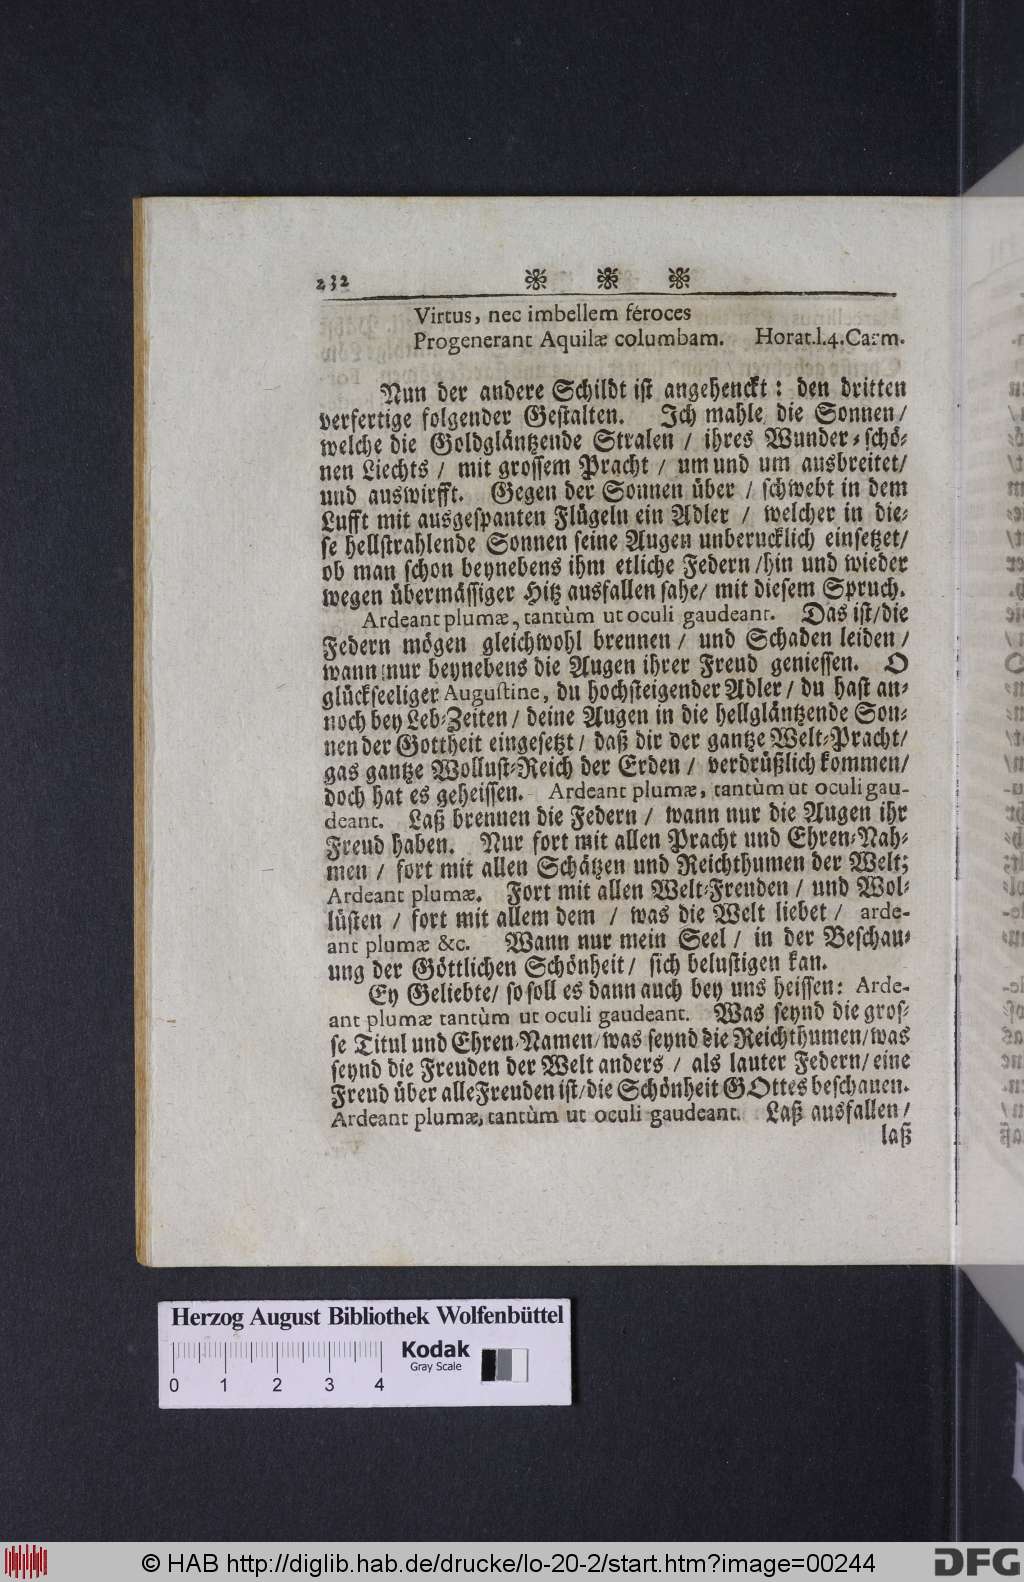 232
Virtus, nec imbellem feroces
Progenerant Aquilæ columbam. Horat.l.4.Carm.
Nun der andere Schildt ist angehenckt: den dritten
verfertige folgender Gestalten. Ich mahle die Sonnen/
welche die Goldgläntzende Stralen / ihres Wunder-schö-
nen Liechts / mit grossem Pracht / um und um ausbreitet/
und auswirfft. Gegen der Sonnen über / schwebt in dem
Lufft mit ausgespanten Flügeln ein Adler / welcher in die-
se hellstrahlende Sonnen seine Augen unverrucklich einsetzet/
ob man schon beynebens ihm etliche Federn/hin und wieder
wegen übermässiger Hitz ausfallen sahe/ mit diesem Spruch.
Ardeant plumæ, tantùm ut oculi gaudeant. Das ist/die
Federn mögen gleichwohl brennen / und Schaden leiden /
wann nur beynebens die Augen ihrer Freud geniessen. O
glückseeliger Augustine, du hochsteigender Adler / du hast an-
noch bey Leb-Zeiten / deine Augen in die hellgläntzende Son-
nen der Gottheit eingesetzt / daß dir der gantze Welt-Pracht/
gas gantze Wollust-Reich der Erden / verdrüßlich kommen/
doch hat es geheissen. Ardeant plumæ, tantùm ut oculi gau-
deant. Laß brennen die Federn / wann nur die Augen ihr
Freud haben. Nur fort mit allen Pracht und Ehren-Nah-
men / fort mit allen Schätzen und Reichthumen der Welt;
Ardeant plumæ. Fort mit allen Welt-Freuden / und Wol-
lüsten / fort mit allem dem / was die Welt liebet / arde-
ant plumæ &c. Wann nur mein Seel / in der Beschau-
ung der Göttlichen Schönheit/ sich belustigen kan.
Ey Geliebte/ so soll es dann auch bey uns heissen: Arde-
ant plumæ tantùm ut oculi gaudeant. Was seynd die gros-
se Titul und Ehren-Namen/was seynd die Reichthumen/was
seynd die Freuden der Welt anders / als lauter Federn/eine
Freud über alle Freuden ist/die Schönheit GOttes beschauen.
Ardeant plumæ, tantùm ut oculi gaudeant. Laß ausfallen /
laß
Herzog August Bibliothek Wolfenbüttel
Kodak
Gray Scale
0 1 2 3 4
© HAB http://diglib.hab.de/drucke/lo-20-2/start.htm?image=00244
DFG